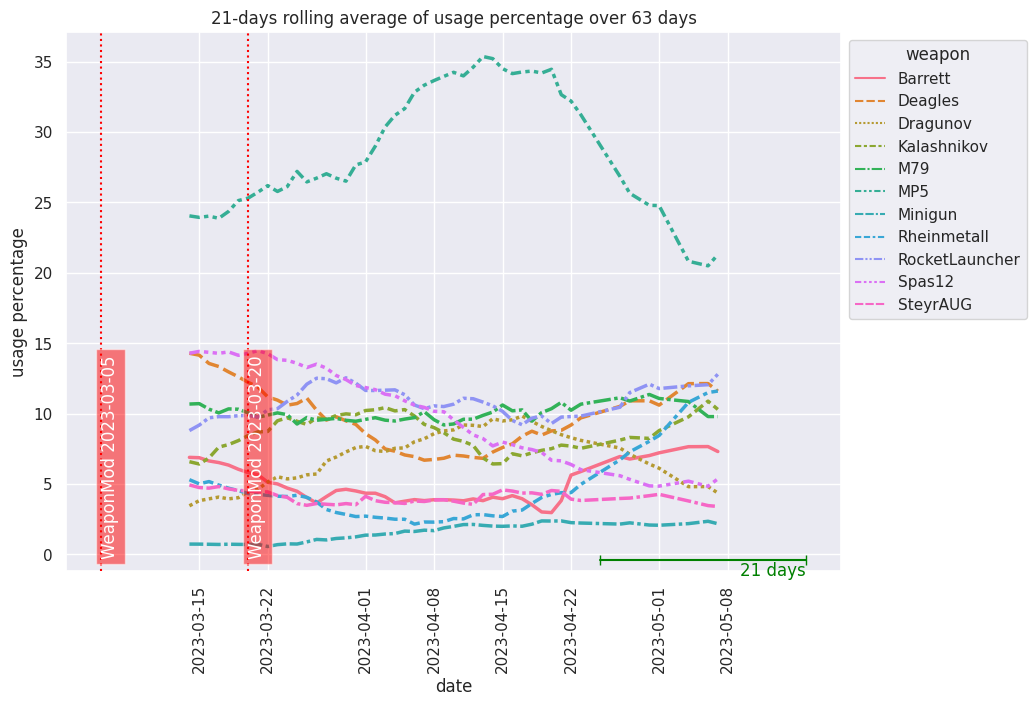 21-days rolling average of usage percentage over 63 days
usage percentage
35
30
25
20
15
10
5
0
WeaponMod 2023-03-05
WeaponMod 2023-03-20
21 days
2023-03-15
2023-03-22
2023-04-01
2023-04-08
2023-04-15
2023-04-22
2023-05-01
2023-05-08
date
weapon
Barrett
Deagles
Dragunov
Kalashnikov
M79
MP5
Minigun
Rheinmetall
RocketLauncher
Spas12
SteyrAUG